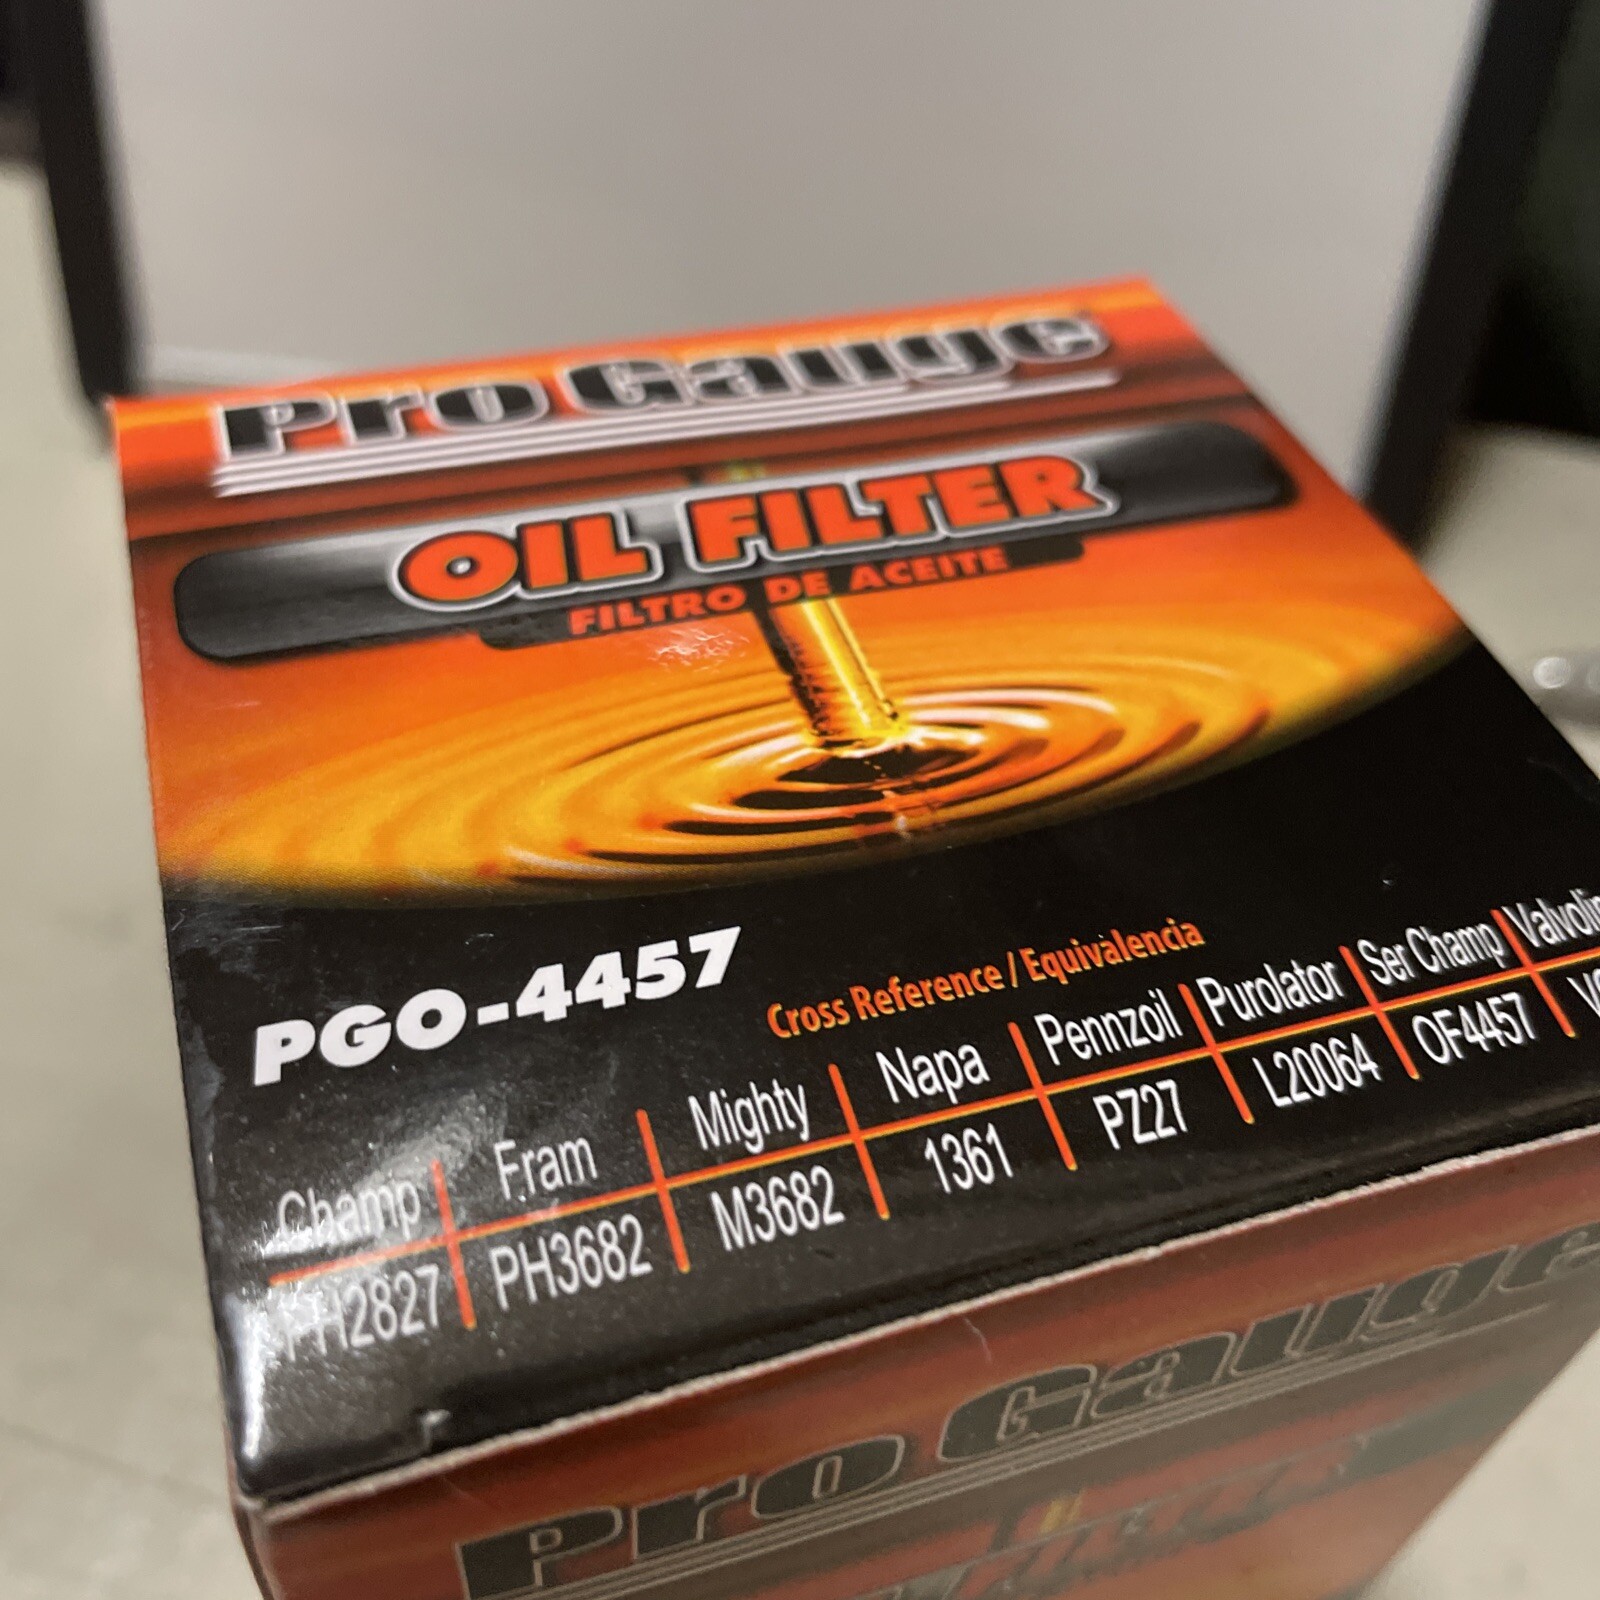 Pro Gauge
OIL FILTER
FILTRO DE ACEITE
PGO-4457
Cross Reference / Equivalencia
Champ Fram Mighty Napa Pennzoil Purolator Ser Champ
PH2827 PH3682 M3682 1361 PZ27 L20064 OF4457
Pro Gauge